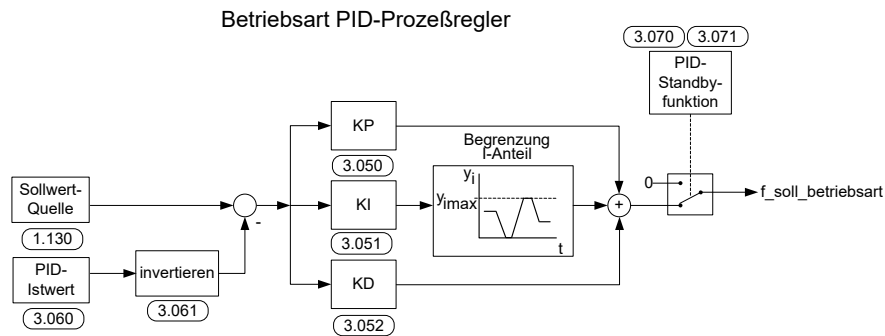 Betriebsart PID-Prozeßregler
3.070
3.071
PID-
Standby-
funktion
KP
3.050
Begrenzung
I-Anteil
yi
yimax
t
0
f_soll_betriebsart
Sollwert-
Quelle
1.130
-
KI
3.051
+
PID-
Istwert
3.060
invertieren
3.061
KD
3.052